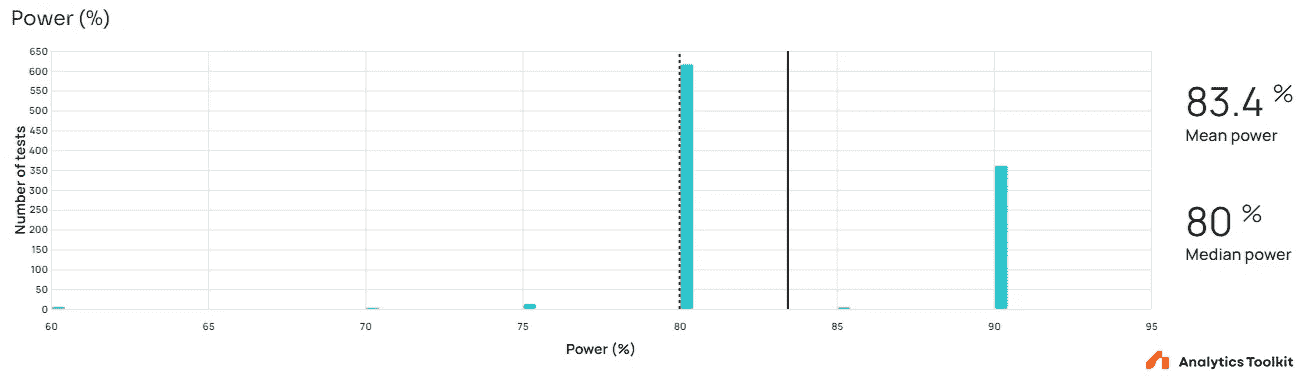 Power (%)
650
600
550
500
450
400
350
300
250
200
150
100
50
0
Number of tests
60 65 70 75 80 85 90 95
Power (%)
83.4 %
Mean power
80 %
Median power
Analytics Toolkit